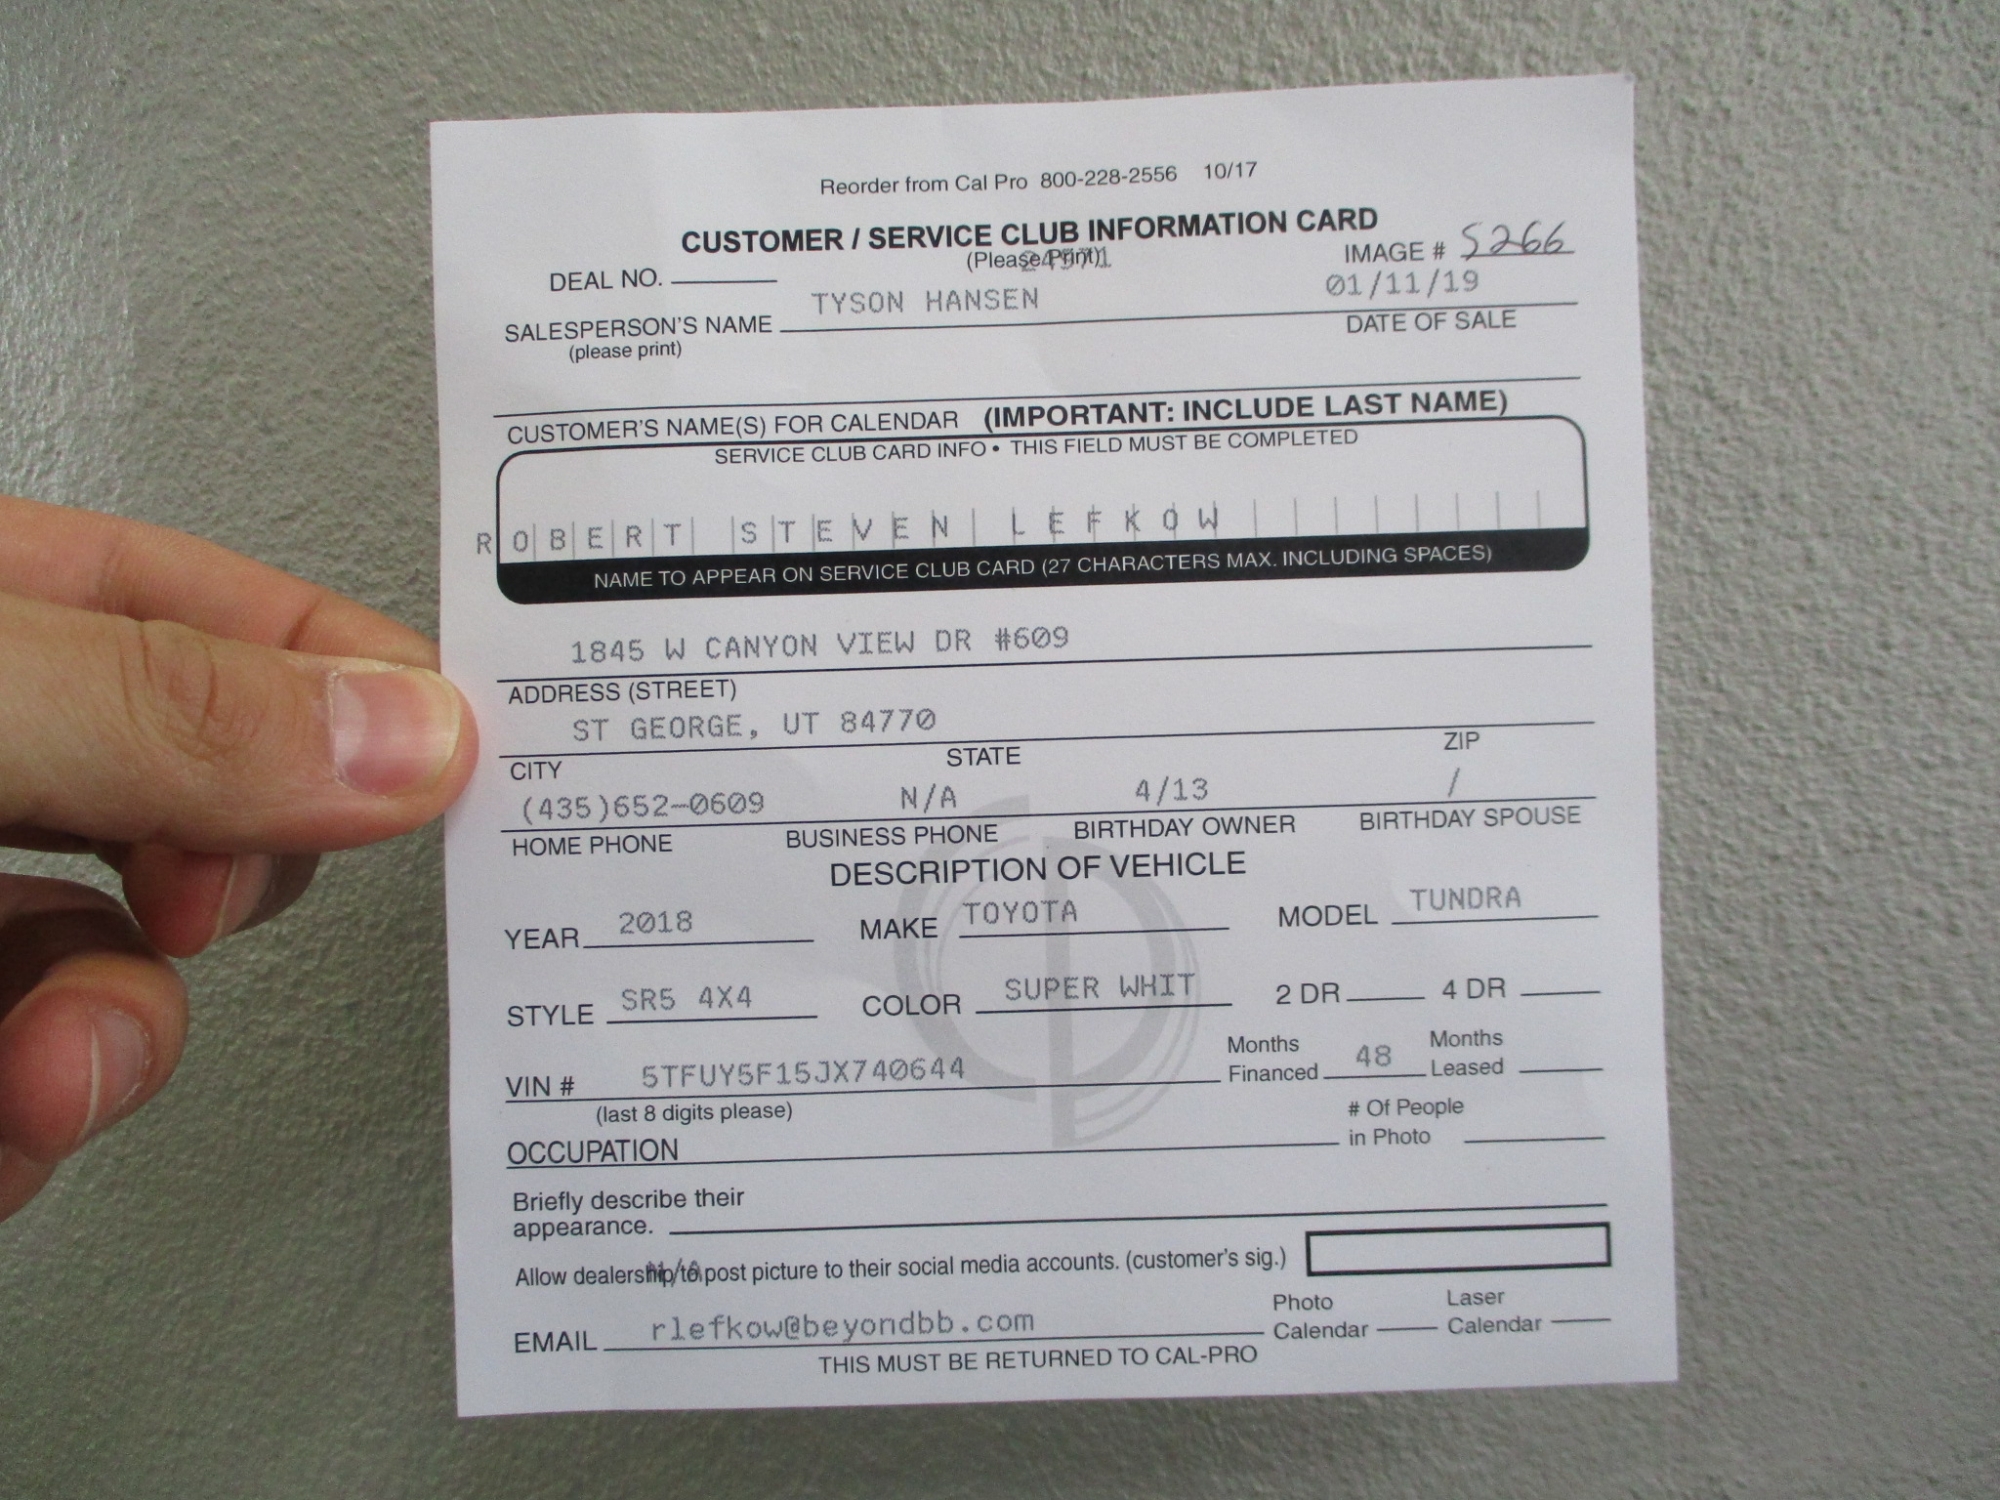 Reorder from Cal Pro 800-228-2556 10/17
CUSTOMER / SERVICE CLUB INFORMATION CARD
(Please Print)
IMAGE # 5266
DEAL NO.
TYSON HANSEN 01/11/19
SALESPERSON'S NAME DATE OF SALE
(please print)
CUSTOMER'S NAME(S) FOR CALENDAR (IMPORTANT: INCLUDE LAST NAME)
SERVICE CLUB CARD INFO • THIS FIELD MUST BE COMPLETED
ROBERT STEVEN LEFKOW
NAME TO APPEAR ON SERVICE CLUB CARD (27 CHARACTERS MAX. INCLUDING SPACES)
1845 W CANYON VIEW DR #609
ADDRESS (STREET)
ST GEORGE, UT 84770
CITY STATE ZIP
(435)652-0609 N/A 4/13 /
HOME PHONE BUSINESS PHONE BIRTHDAY OWNER BIRTHDAY SPOUSE
DESCRIPTION OF VEHICLE
YEAR 2018 MAKE TOYOTA MODEL TUNDRA
STYLE SR5 4X4 COLOR SUPER WHIT 2 DR 4 DR
VIN # 5TFUY5F15JX740644 Months Financed 48 Months Leased
(last 8 digits please)
OCCUPATION # Of People in Photo
Briefly describe their
appearance.
Allow dealership to post picture to their social media accounts. (customer's sig.)
EMAIL rlefkow@beyondbb.com Photo Calendar Laser Calendar
THIS MUST BE RETURNED TO CAL-PRO